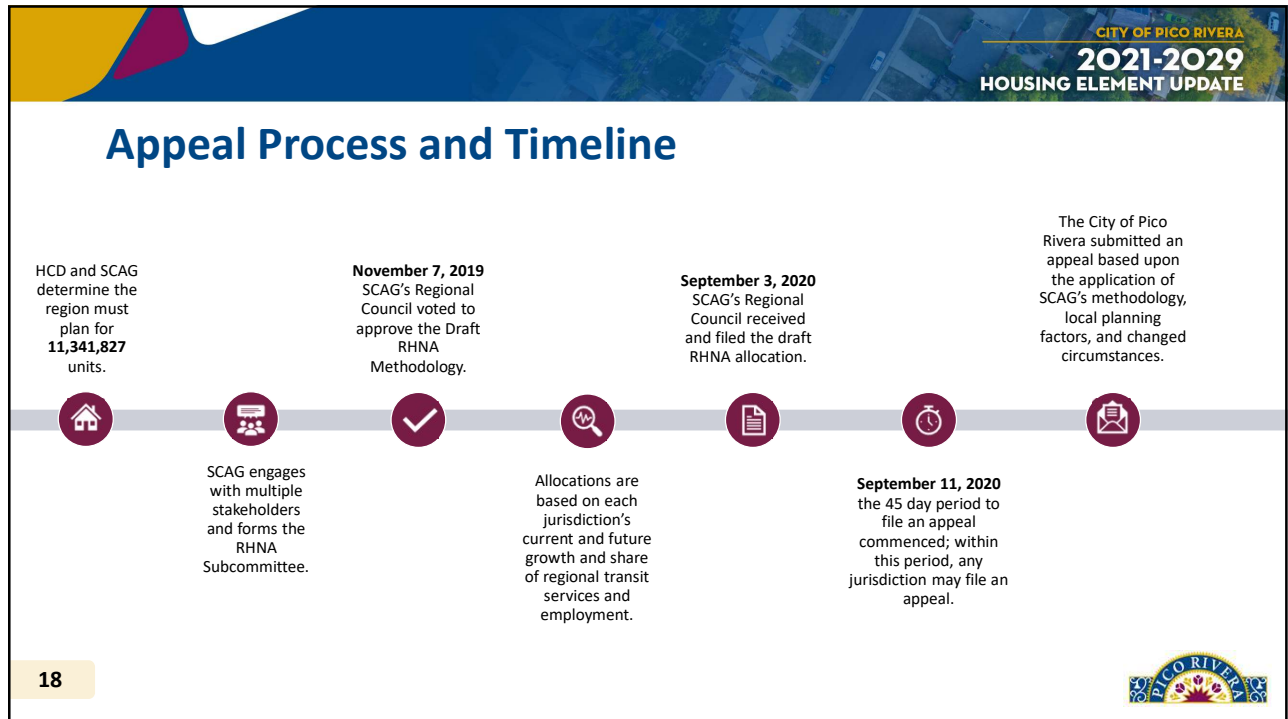 CITY OF PICO RIVERA
2021-2029
HOUSING ELEMENT UPDATE
Appeal Process and Timeline
HCD and SCAG
determine the
region must
plan for
11,341,827
units.
SCAG engages
with multiple
stakeholders
and forms the
RHNA
Subcommittee.
November 7, 2019
SCAG’s Regional
Council voted to
approve the Draft
RHNA
Methodology.
Allocations are
based on each
jurisdiction’s
current and future
growth and share
of regional transit
services and
employment.
September 3, 2020
SCAG’s Regional
Council received
and filed the draft
RHNA allocation.
September 11, 2020
the 45 day period to
file an appeal
commenced; within
this period, any
jurisdiction may file an
appeal.
The City of Pico
Rivera submitted an
appeal based upon
the application of
SCAG’s methodology,
local planning
factors, and changed
circumstances.
18
PICO RIVERA